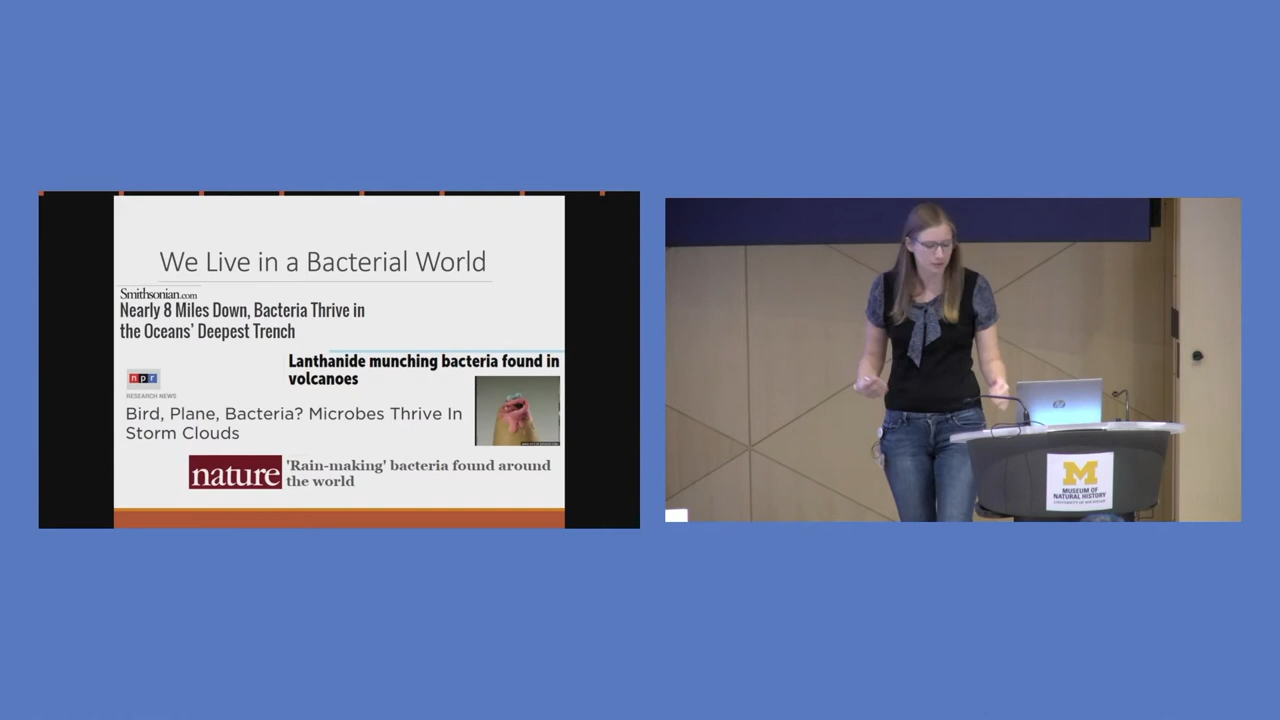 We Live in a Bacterial World
Smithsonian.com
Nearly 8 Miles Down, Bacteria Thrive in
the Oceans' Deepest Trench
Lanthanide munching bacteria found in
volcanoes
npr
RESEARCH NEWS
Bird, Plane, Bacteria? Microbes Thrive In
Storm Clouds
nature
'Rain-making' bacteria found around
the world
hp
M
MUSEUM OF
NATURAL HISTORY
UNIVERSITY OF MICHIGAN